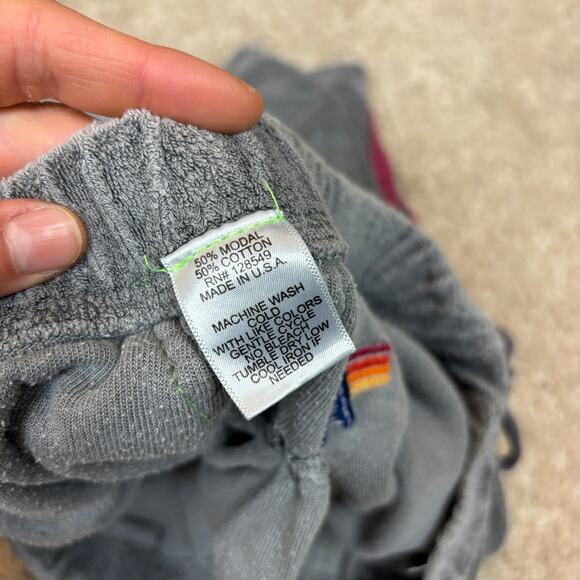 50% MODAL
50% COTTON
RN# 128549
MADE IN U.S.A.
MACHINE WASH
COLD
WITH LIKE COLORS
GENTLE CYCLE
NO BLEACH
TUMBLE DRY LOW
COOL IRON IF
NEEDED